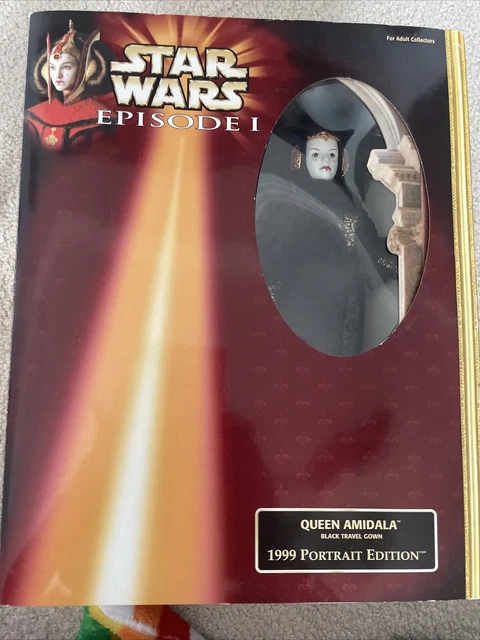 For Adult Collectors
STAR
WARS
EPISODE I
QUEEN AMIDALA™
BLACK TRAVEL GOWN
1999 PORTRAIT EDITION™